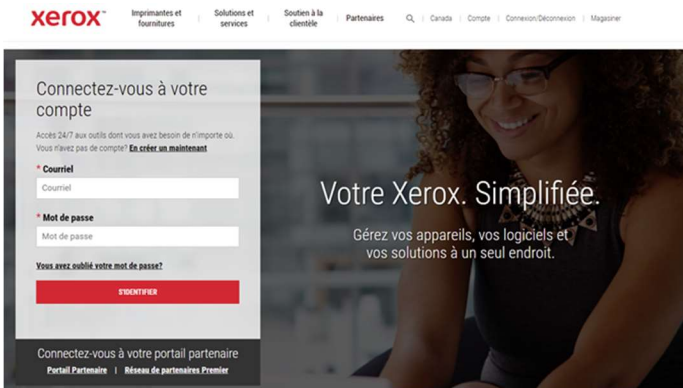 xerox™
Imprimantes et
fournitures
Solutions et
services
Soutien à la
clientèle
Partenaires
Canada
Compte
Connexion/Déconnexion
Magasiner
Connectez-vous à votre
compte
Accès 24/7 aux outils dont vous avez besoin de n'importe où.
Vous n'avez pas de compte? En créer un maintenant
* Courriel
Courriel
* Mot de passe
Mot de passe
Vous avez oublié votre mot de passe?
S'IDENTIFIER
Connectez-vous à votre portail partenaire
Portail Partenaire | Réseau de partenaires Premier
Votre Xerox. Simplifiée.
Gérez vos appareils, vos logiciels et
vos solutions à un seul endroit.